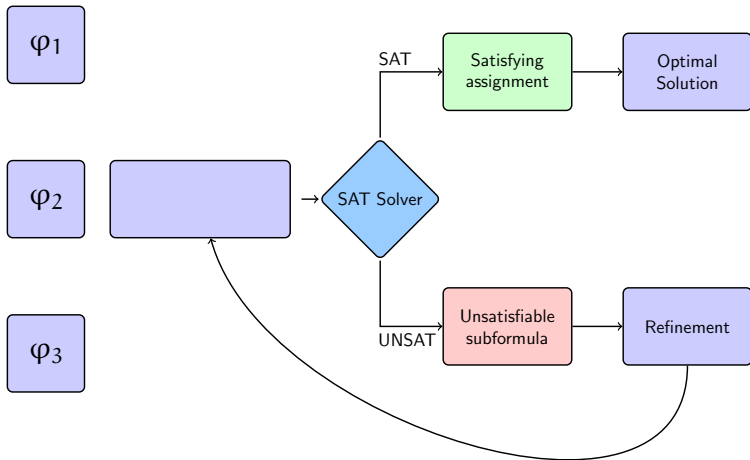 φ1
φ2
φ3
SAT Solver
SAT
Satisfying
assignment
Optimal
Solution
UNSAT
Unsatisfiable
subformula
Refinement